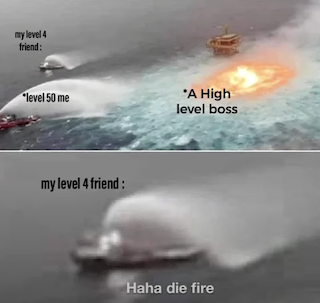 my level 4
friend :
*level 50 me
*A High
level boss
my level 4 friend :
Haha die fire